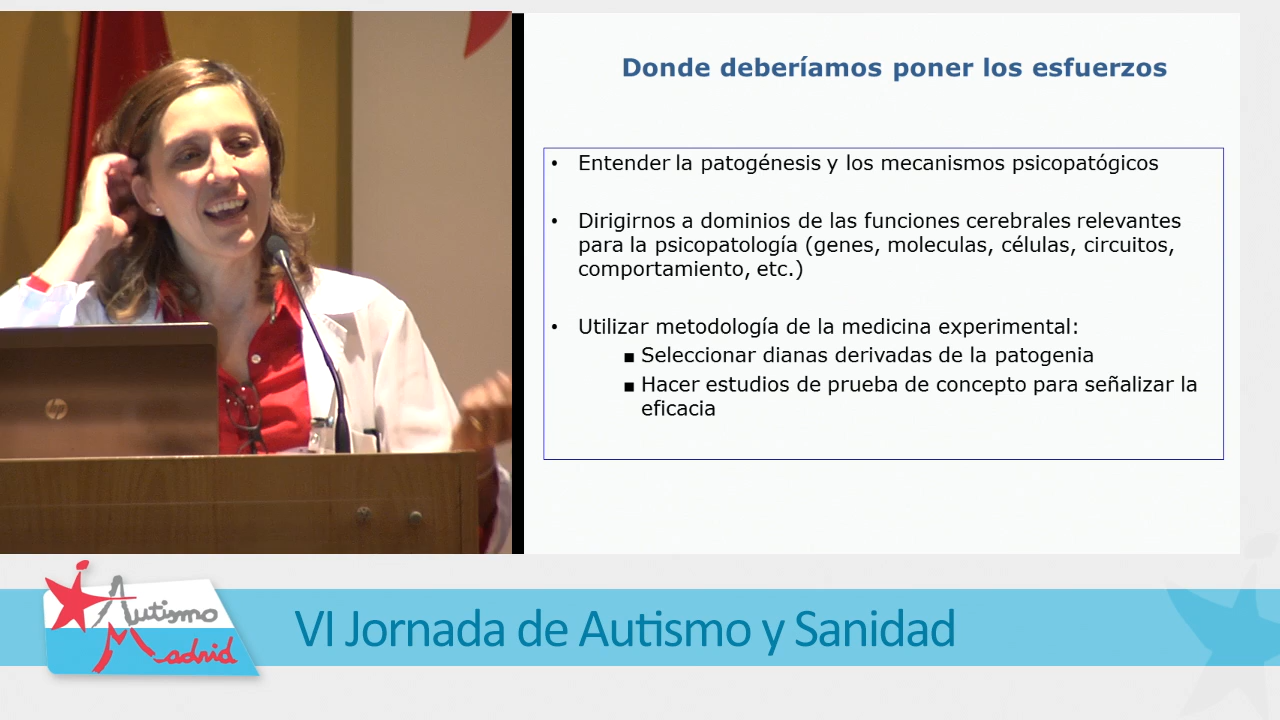 Donde deberíamos poner los esfuerzos
• Entender la patogénesis y los mecanismos psicopatógicos
• Dirigirnos a dominios de las funciones cerebrales relevantes
para la psicopatología (genes, moleculas, células, circuitos,
comportamiento, etc.)
• Utilizar metodología de la medicina experimental:
■ Seleccionar dianas derivadas de la patogenia
■ Hacer estudios de prueba de concepto para señalizar la
eficacia
hp
Autismo
Madrid
VI Jornada de Autismo y Sanidad